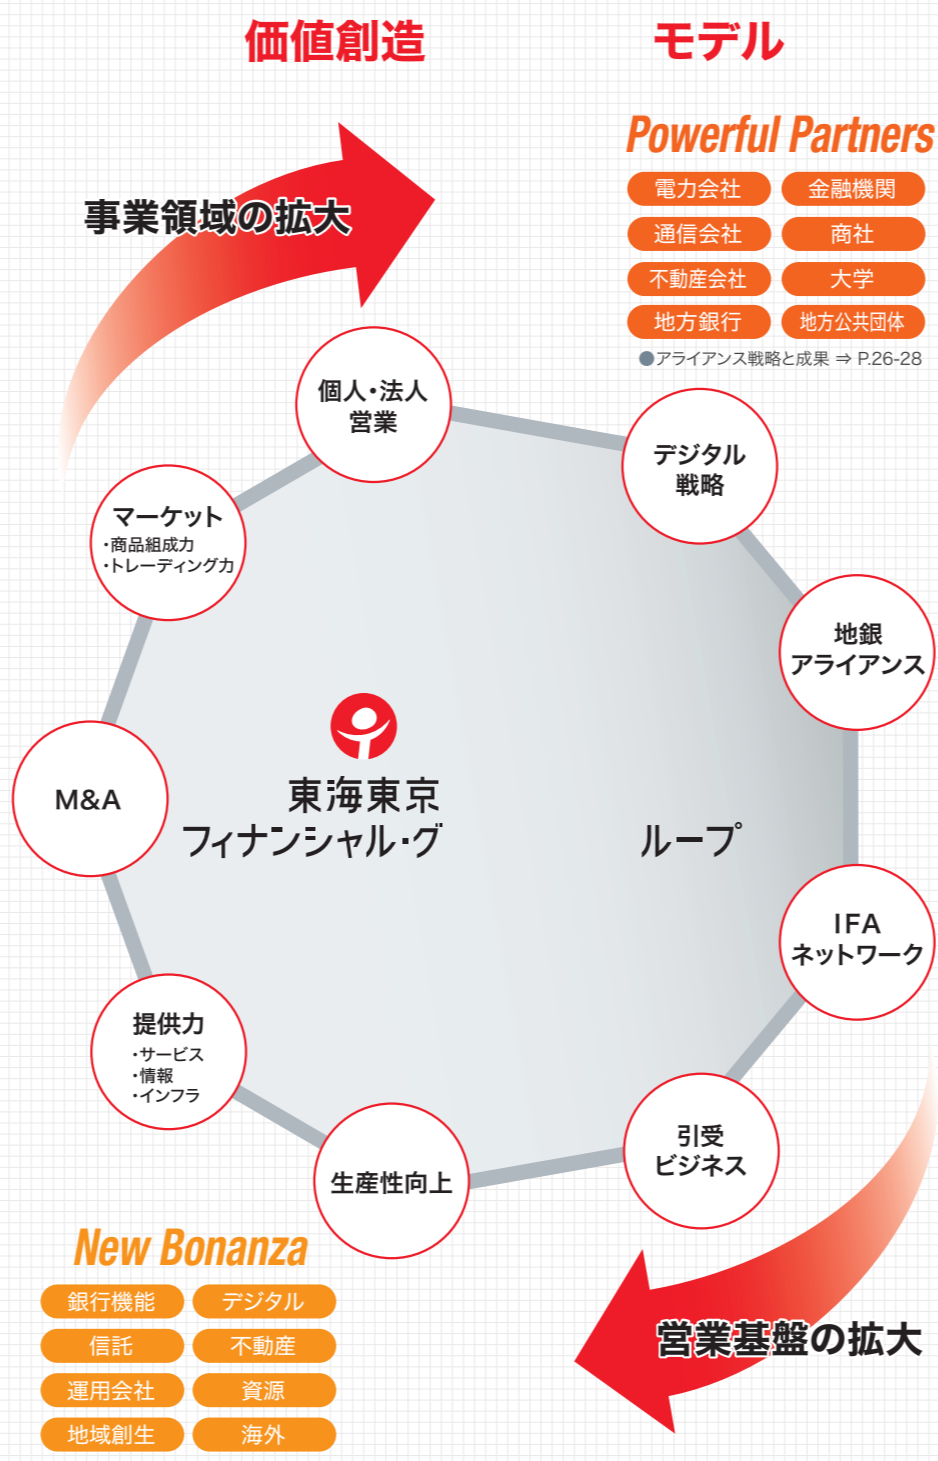 価値創造 モデル
Powerful Partners
電力会社 金融機関
通信会社 商社
不動産会社 大学
地方銀行 地方公共団体
●アライアンス戦略と成果 ⇒ P.26-28
事業領域の拡大
個人・法人
営業
デジタル
戦略
マーケット
・商品組成力
・トレーディング力
地銀
アライアンス
M&A
東海東京
フィナンシャル・グ ループ
IFA
ネットワーク
提供力
・サービス
・情報
・インフラ
引受
ビジネス
生産性向上
New Bonanza
銀行機能 デジタル
信託 不動産
運用会社 資源
地域創生 海外
営業基盤の拡大